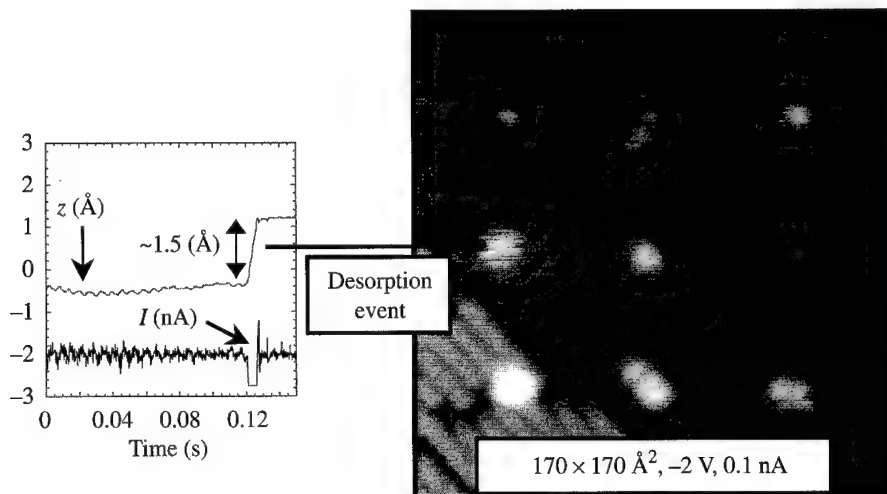 3
2
1
0
−1
−2
−3
z (Å)
~1.5 (Å)
I (nA)
0
0.04
0.08
0.12
Time (s)
Desorption
event
170 × 170 Å², −2 V, 0.1 nA